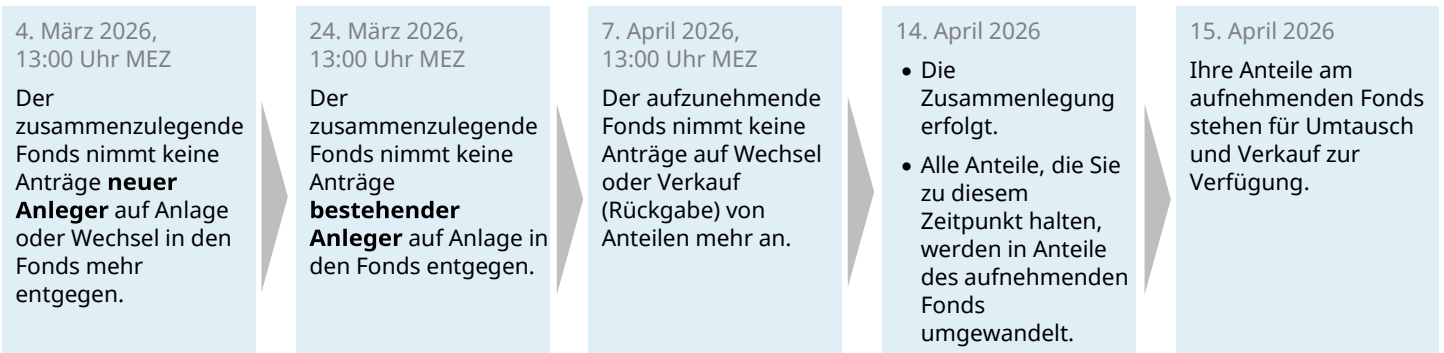 4. März 2026,
13:00 Uhr MEZ
Der
zusammenzulegende
Fonds nimmt keine
Anträge neuer
Anleger auf Anlage
oder Wechsel in den
Fonds mehr
entgegen.
24. März 2026,
13:00 Uhr MEZ
Der
zusammenzulegende
Fonds nimmt keine
Anträge
bestehender
Anleger auf Anlage in
den Fonds entgegen.
7. April 2026,
13:00 Uhr MEZ
Der aufzunehmende
Fonds nimmt keine
Anträge auf Wechsel
oder Verkauf
(Rückgabe) von
Anteilen mehr an.
14. April 2026
• Die
Zusammenlegung
erfolgt.
• Alle Anteile, die Sie
zu diesem
Zeitpunkt halten,
werden in Anteile
des aufnehmenden
Fonds
umgewandelt.
15. April 2026
Ihre Anteile am
aufnehmenden Fonds
stehen für Umtausch
und Verkauf zur
Verfügung.